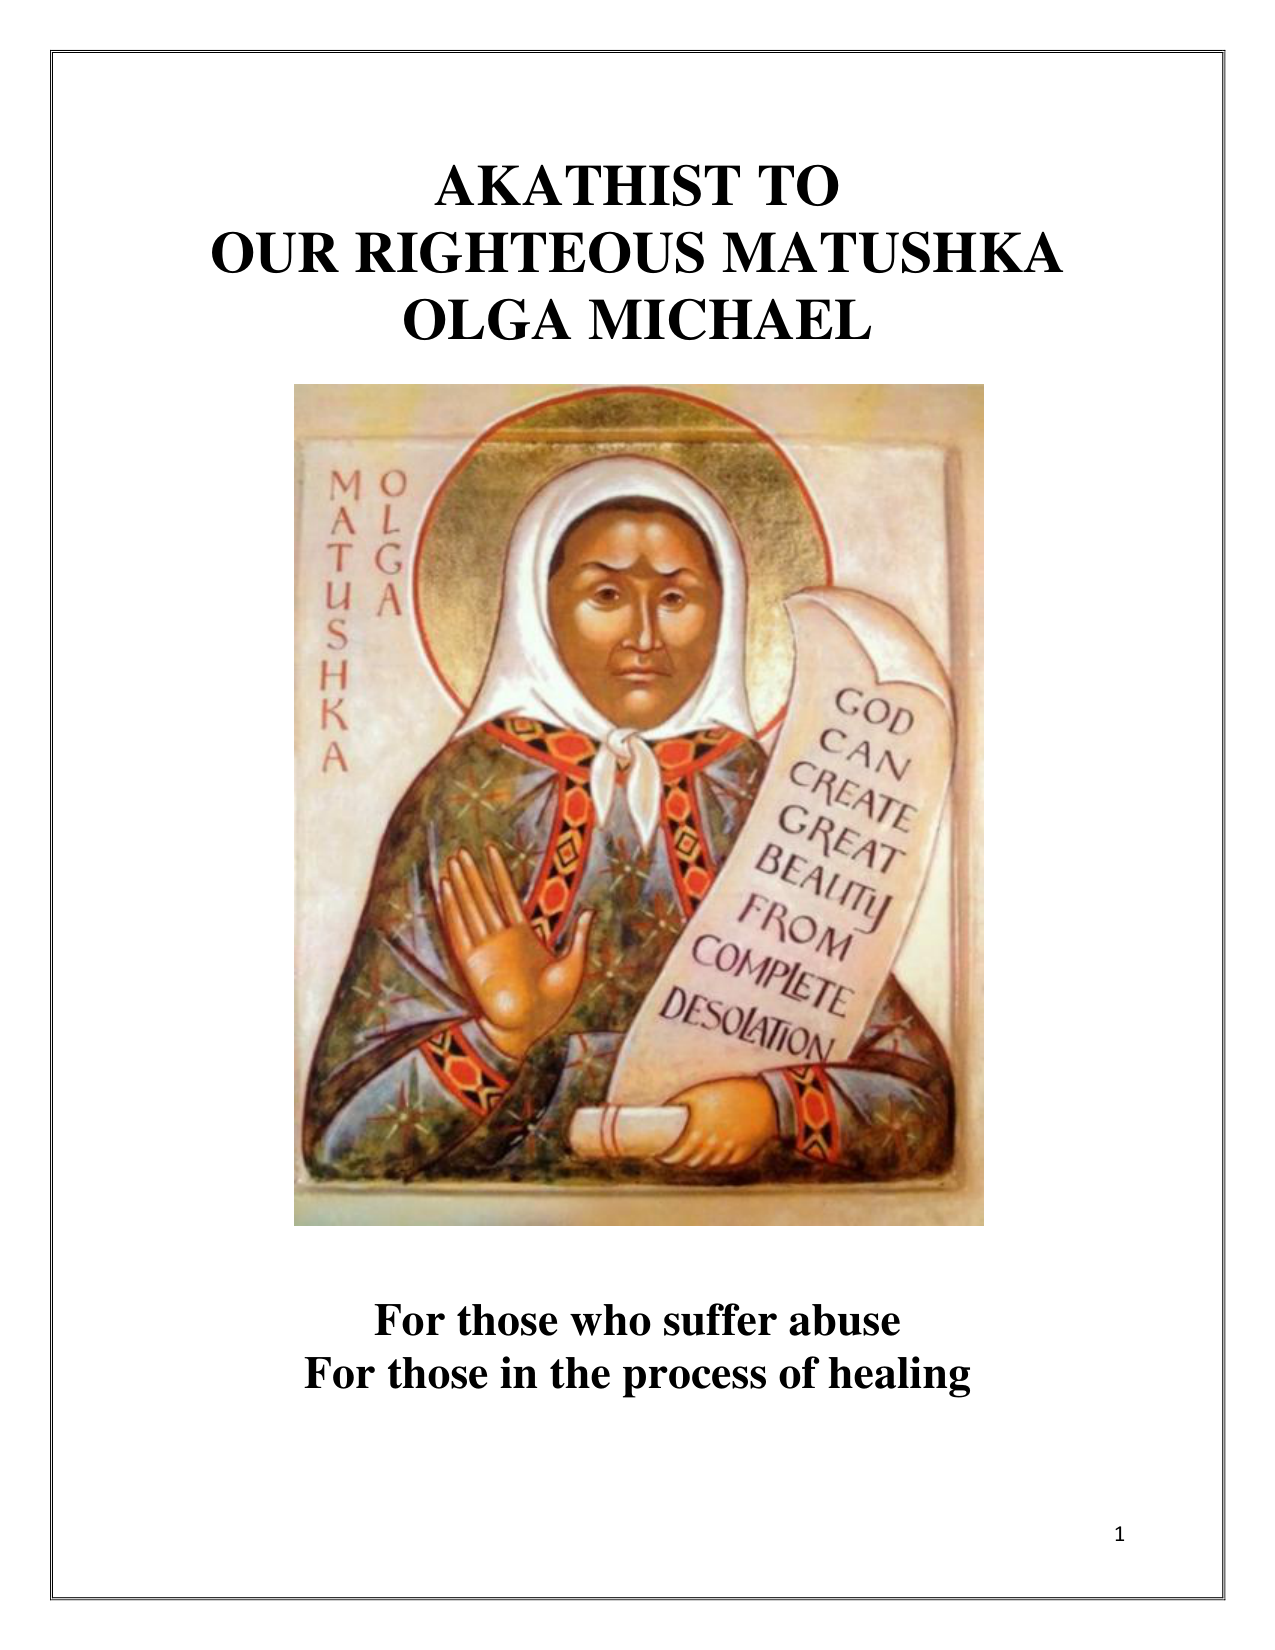 AKATHIST TO
OUR RIGHTEOUS MATUSHKA
OLGA MICHAEL
MATUSHKA
OLGA
GOD
CAN
CREATE
GREAT
BEAUTY
FROM
COMPLETE
DESOLATION
For those who suffer abuse
For those in the process of healing
1